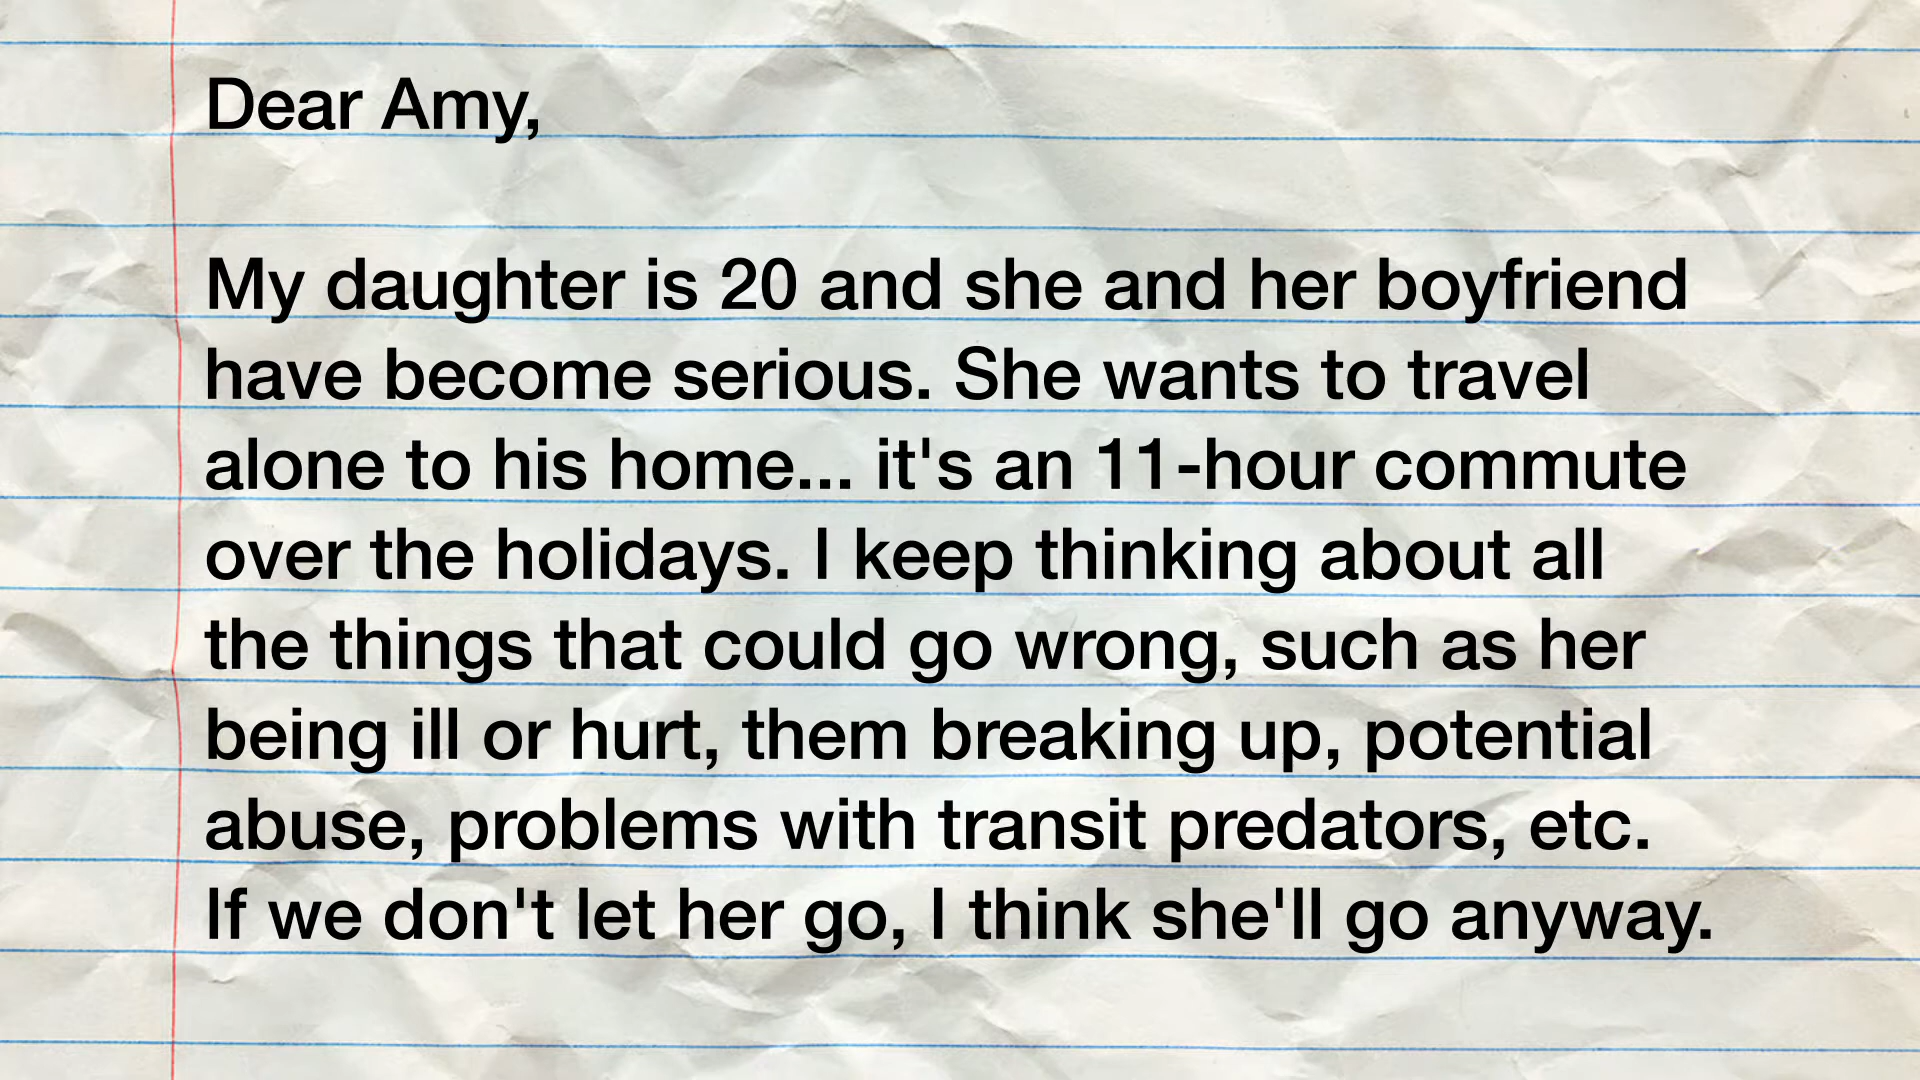 Dear Amy,
My daughter is 20 and she and her boyfriend
have become serious. She wants to travel
alone to his home... it's an 11-hour commute
over the holidays. I keep thinking about all
the things that could go wrong, such as her
being ill or hurt, them breaking up, potential
abuse, problems with transit predators, etc.
If we don't let her go, I think she'll go anyway.